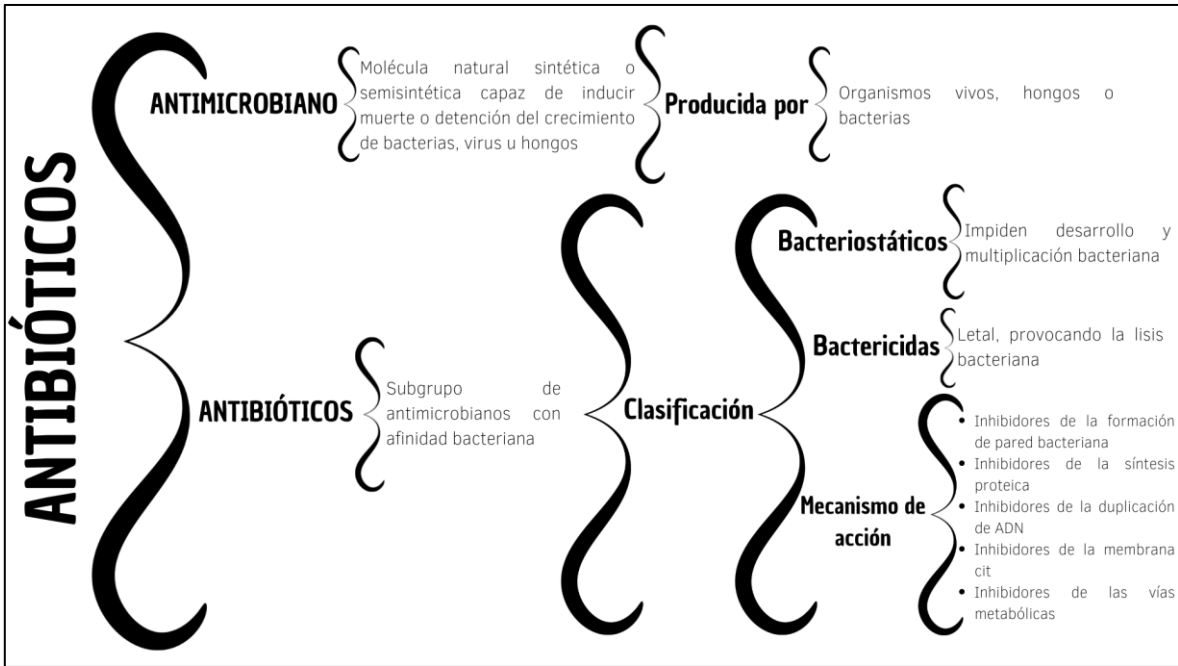 ANTIBIÓTICOS
ANTIMICROBIANO
Molécula natural sintética o
semisintética capaz de inducir
muerte o detención del crecimiento
de bacterias, virus u hongos
Producida por
Organismos vivos, hongos o
bacterias
ANTIBIÓTICOS
Subgrupo de
antimicrobianos con
afinidad bacteriana
Clasificación
Bacteriostáticos
Impiden desarrollo y
multiplicación bacteriana
Bactericidas
Letal, provocando la lisis
bacteriana
Mecanismo de
acción
• Inhibidores de la formación
de pared bacteriana
• Inhibidores de la síntesis
proteica
• Inhibidores de la duplicación
de ADN
• Inhibidores de la membrana
cit
• Inhibidores de las vías
metabólicas